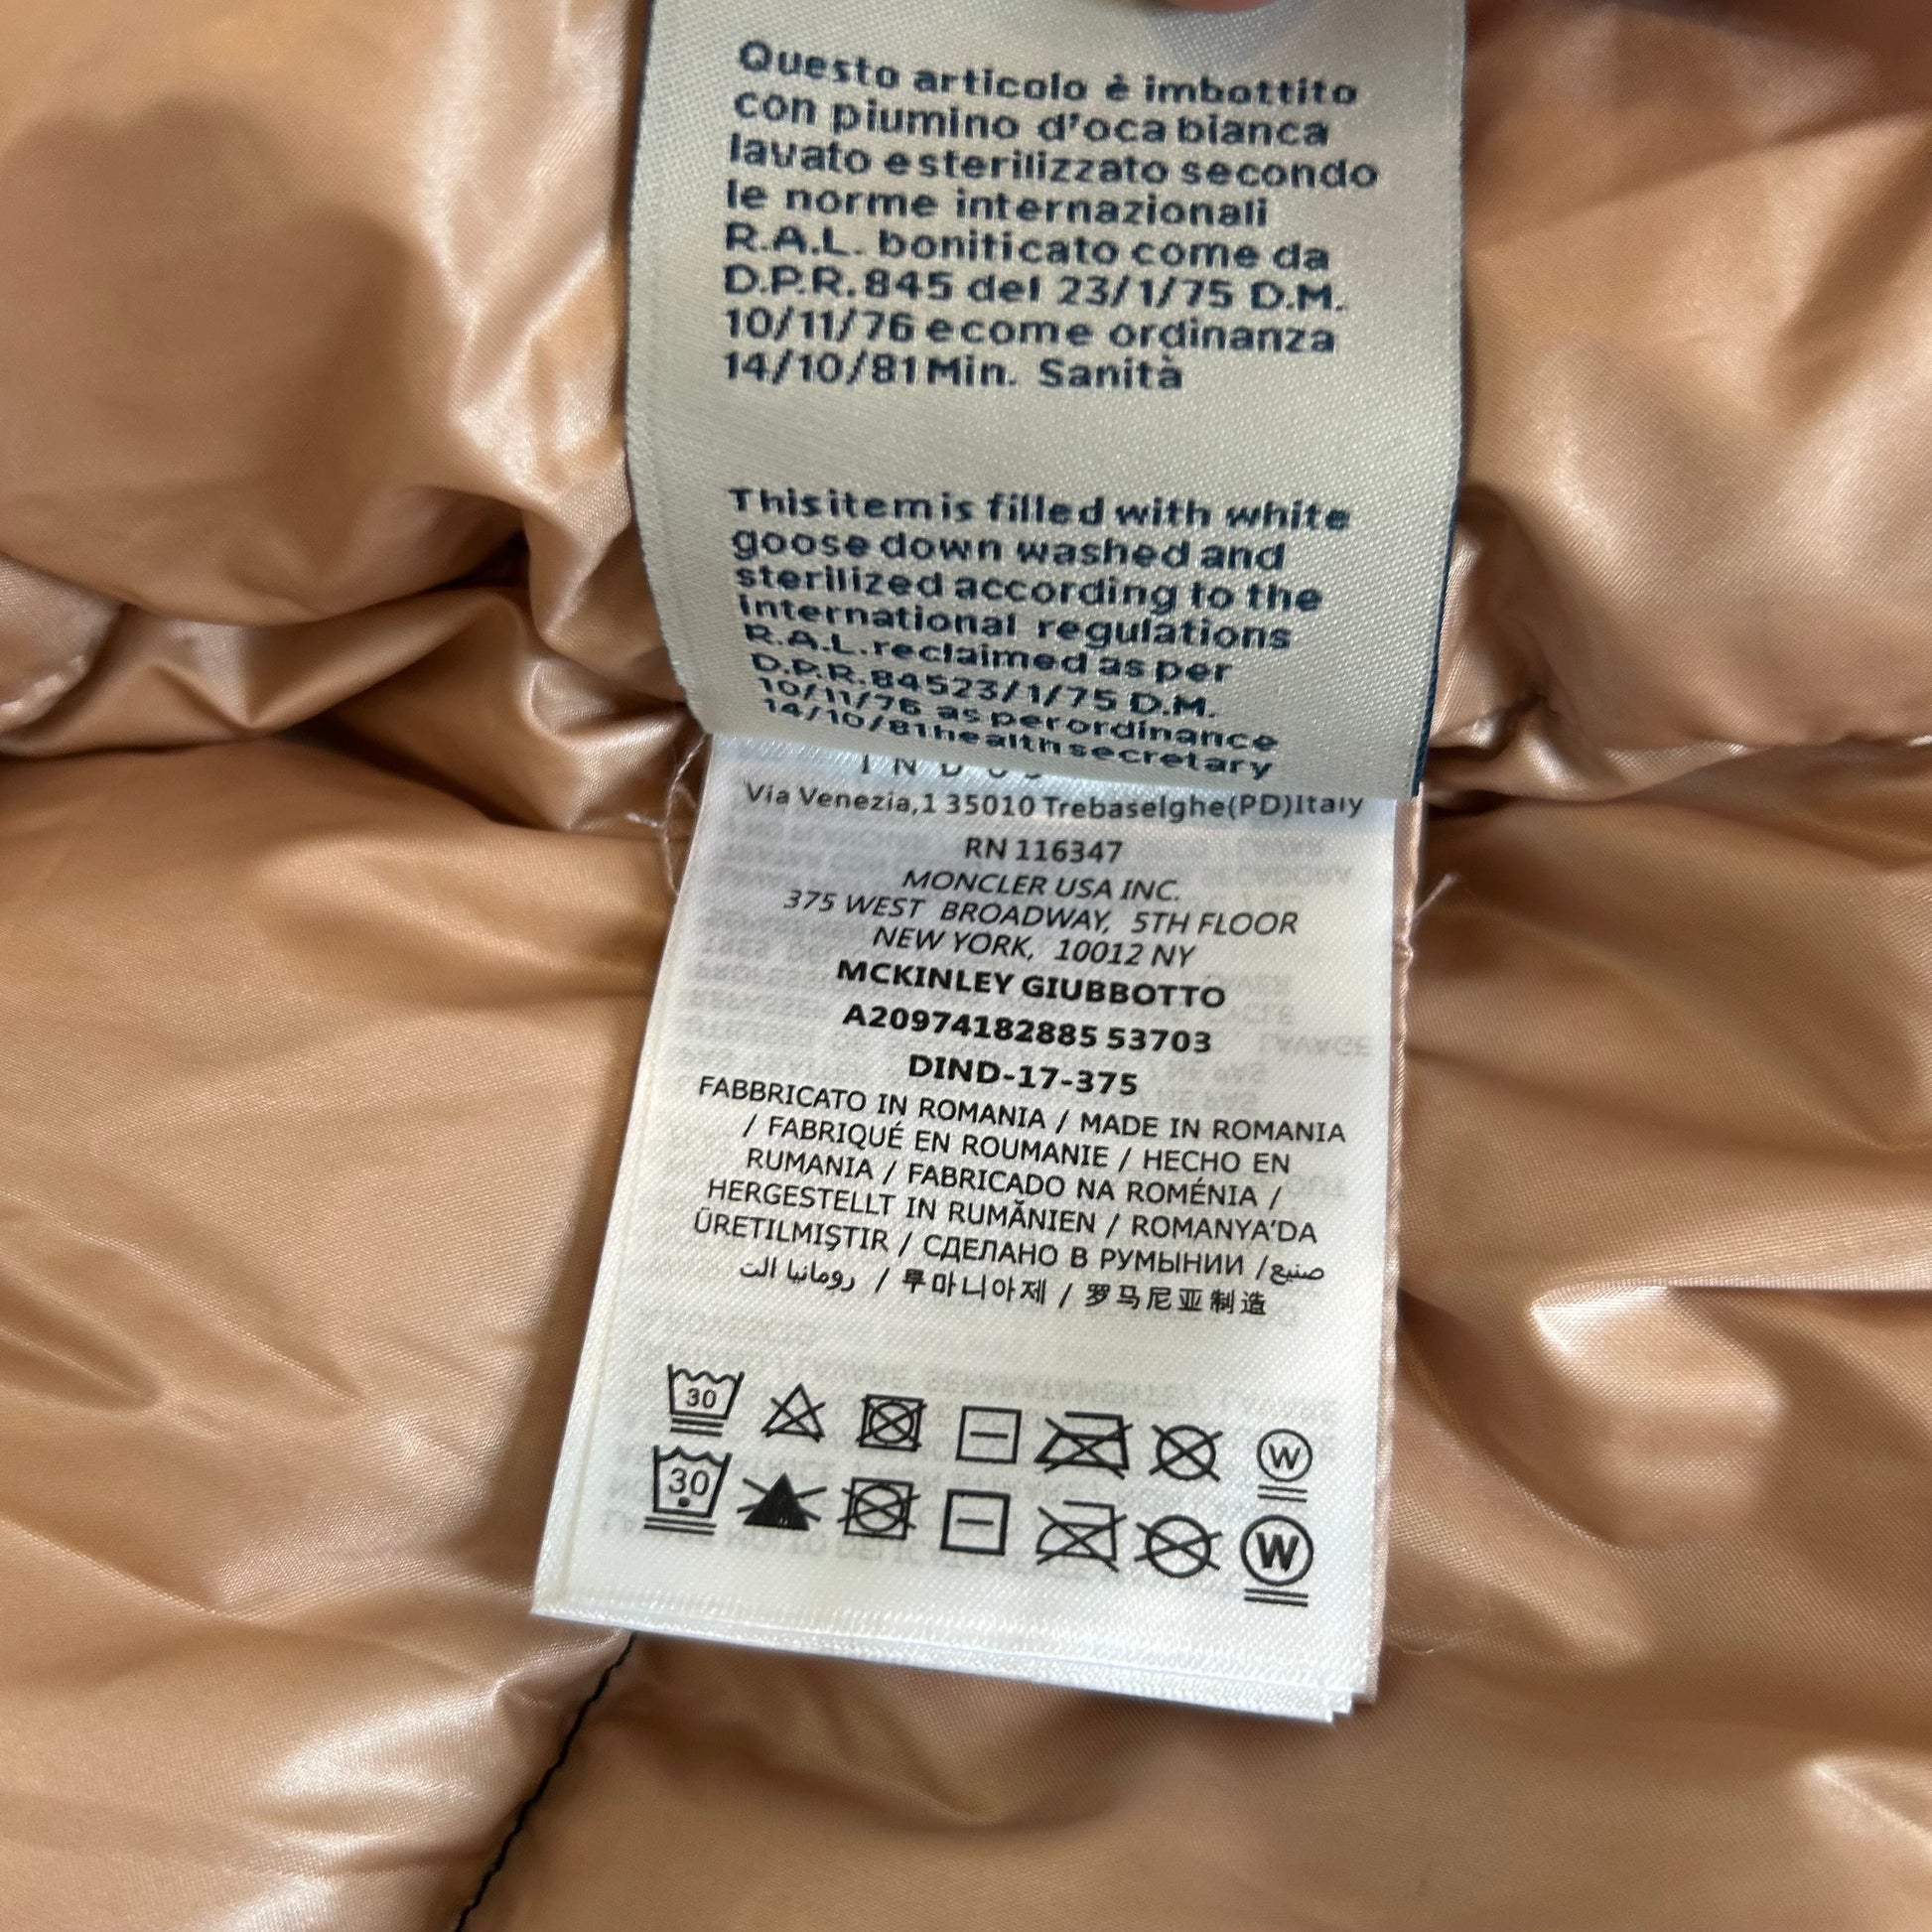 Questo articolo è imbottito
con piumino d'oca bianca
lavato e sterilizzato secondo
le norme internazionali
R.A.L. boniticato come da
D.P.R. 845 del 23/1/75 D.M.
10/11/76 e come ordinanza
14/10/81 Min. Sanità
This item is filled with white
goose down washed and
sterilized according to the
international regulations
R.A.L. reclaimed as per
D.P.R. 84523/1/75 D.M.
10/11/76 as per ordinance
14/10/81 health secretary
Via Venezia,1 35010 Trebaselghe(PD)Italy
RN 116347
MONCLER USA INC.
375 WEST BROADWAY, 5TH FLOOR
NEW YORK, 10012 NY
MCKINLEY GIUBBOTTO
A20974182885 53703
DIND-17-375
FABBRICATO IN ROMANIA / MADE IN ROMANIA
/ FABRIQUÉ EN ROUMANIE / HECHO EN
RUMANIA / FABRICADO NA ROMÉNIA /
HERGESTELLT IN RUMĂNIEN / ROMANYA'DA
ÜRETILMIŞTIR / СДЕЛАНО В РУМЫНИИ / صنيع
رومانيا الت / 루마니아제 / 罗马尼亚制造
30 W
30 W